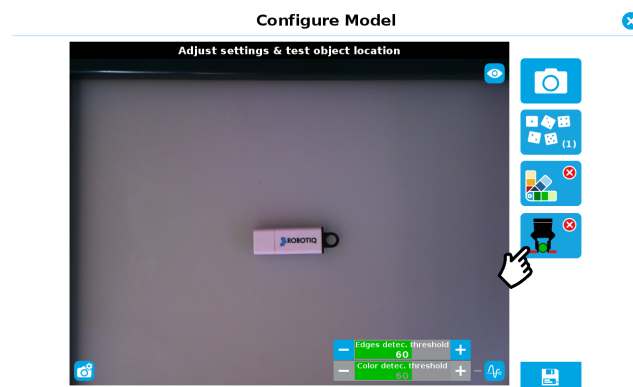 Configure Model
Adjust settings & test object location
(1)
ROBOTIQ
Edges detec. threshold
60
Color detec. threshold
60